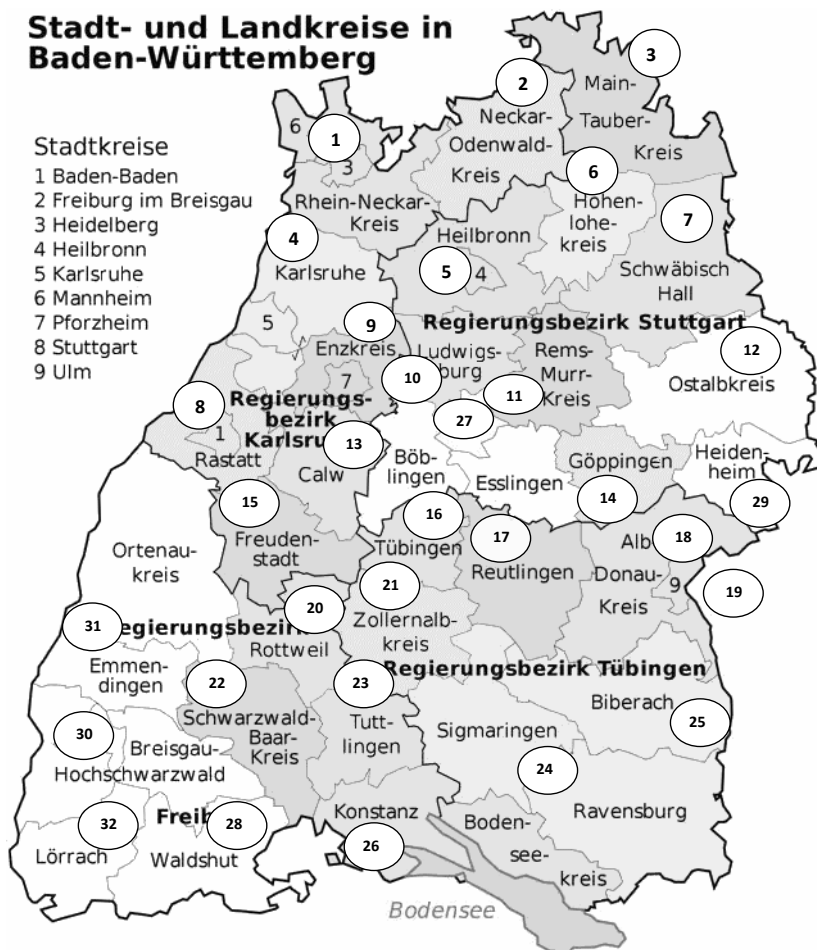 Stadt- und Landkreise in
Baden-Württemberg
Stadtkreise
1 Baden-Baden
2 Freiburg im Breisgau
3 Heidelberg
4 Heilbronn
5 Karlsruhe
6 Mannheim
7 Pforzheim
8 Stuttgart
9 Ulm
3
2
Main-
Tauber-
Kreis
6
1
3
Neckar-
Odenwald-
Kreis
6
Rhein-Neckar-
Kreis
Hohen-
lohe-
kreis
7
4
Karlsruhe
Heilbronn
5
4
Schwäbisch
Hall
5
9
Enzkreis
Regierungsbezirk Stuttgart
Ludwigs-
burg
Rems-
Murr-
Kreis
12
Ostalbkreis
7
10
11
8
1
Rastatt
Regierungs-
bezirk
Karlsru
13
Calw
27
Böb-
lingen
Esslingen
Göppingen
14
Heiden-
heim
29
15
Freuden-
stadt
16
Tübingen
17
Reutlingen
18
Alb
Donau-
Kreis
9
19
Ortenau-
kreis
21
20
Zollernalb-
kreis
31
egierungsbezirk
Rottweil
Emmen-
dingen
22
23
Regierungsbezirk Tübingen
Biberach
25
Schwarzwald-
Baar-
Kreis
Tutt-
lingen
Sigmaringen
30
Breisgau-
Hochschwarzwald
24
Ravensburg
32
Freib
28
Lörrach
Waldshut
Konstanz
26
Boden-
see-
kreis
Bodensee